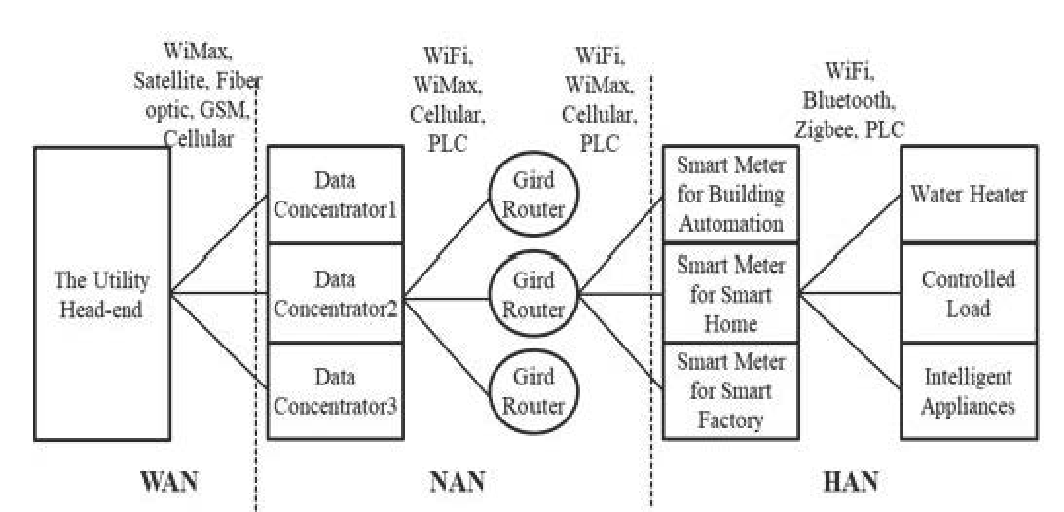 WiMax,
Satellite, Fiber
optic, GSM,
Cellular
WiFi,
WiMax,
Cellular,
PLC
WiFi,
WiMax,
Cellular,
PLC
WiFi,
Bluetooth,
Zigbee, PLC
The Utility
Head-end
Data
Concentrator1
Data
Concentrator2
Data
Concentrator3
Gird
Router
Gird
Router
Gird
Router
Smart Meter
for Building
Automation
Smart Meter
for Smart
Home
Smart Meter
for Smart
Factory
Water Heater
Controlled
Load
Intelligent
Appliances
WAN
NAN
HAN